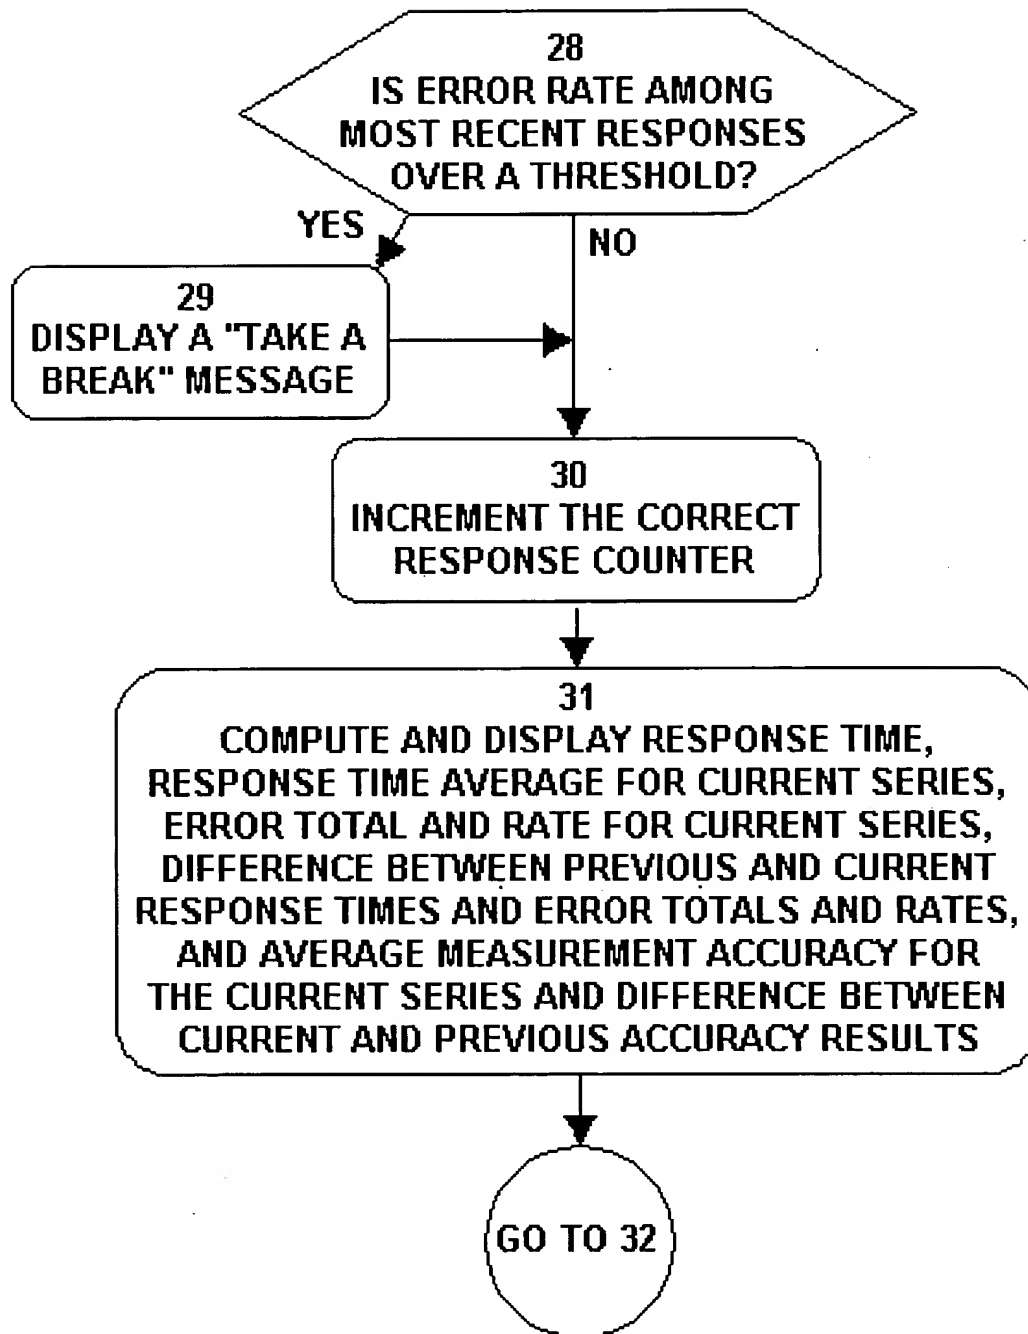 28
IS ERROR RATE AMONG
MOST RECENT RESPONSES
OVER A THRESHOLD?
YES
NO
29
DISPLAY A "TAKE A
BREAK" MESSAGE
30
INCREMENT THE CORRECT
RESPONSE COUNTER
31
COMPUTE AND DISPLAY RESPONSE TIME,
RESPONSE TIME AVERAGE FOR CURRENT SERIES,
ERROR TOTAL AND RATE FOR CURRENT SERIES,
DIFFERENCE BETWEEN PREVIOUS AND CURRENT
RESPONSE TIMES AND ERROR TOTALS AND RATES,
AND AVERAGE MEASUREMENT ACCURACY FOR
THE CURRENT SERIES AND DIFFERENCE BETWEEN
CURRENT AND PREVIOUS ACCURACY RESULTS
GO TO 32